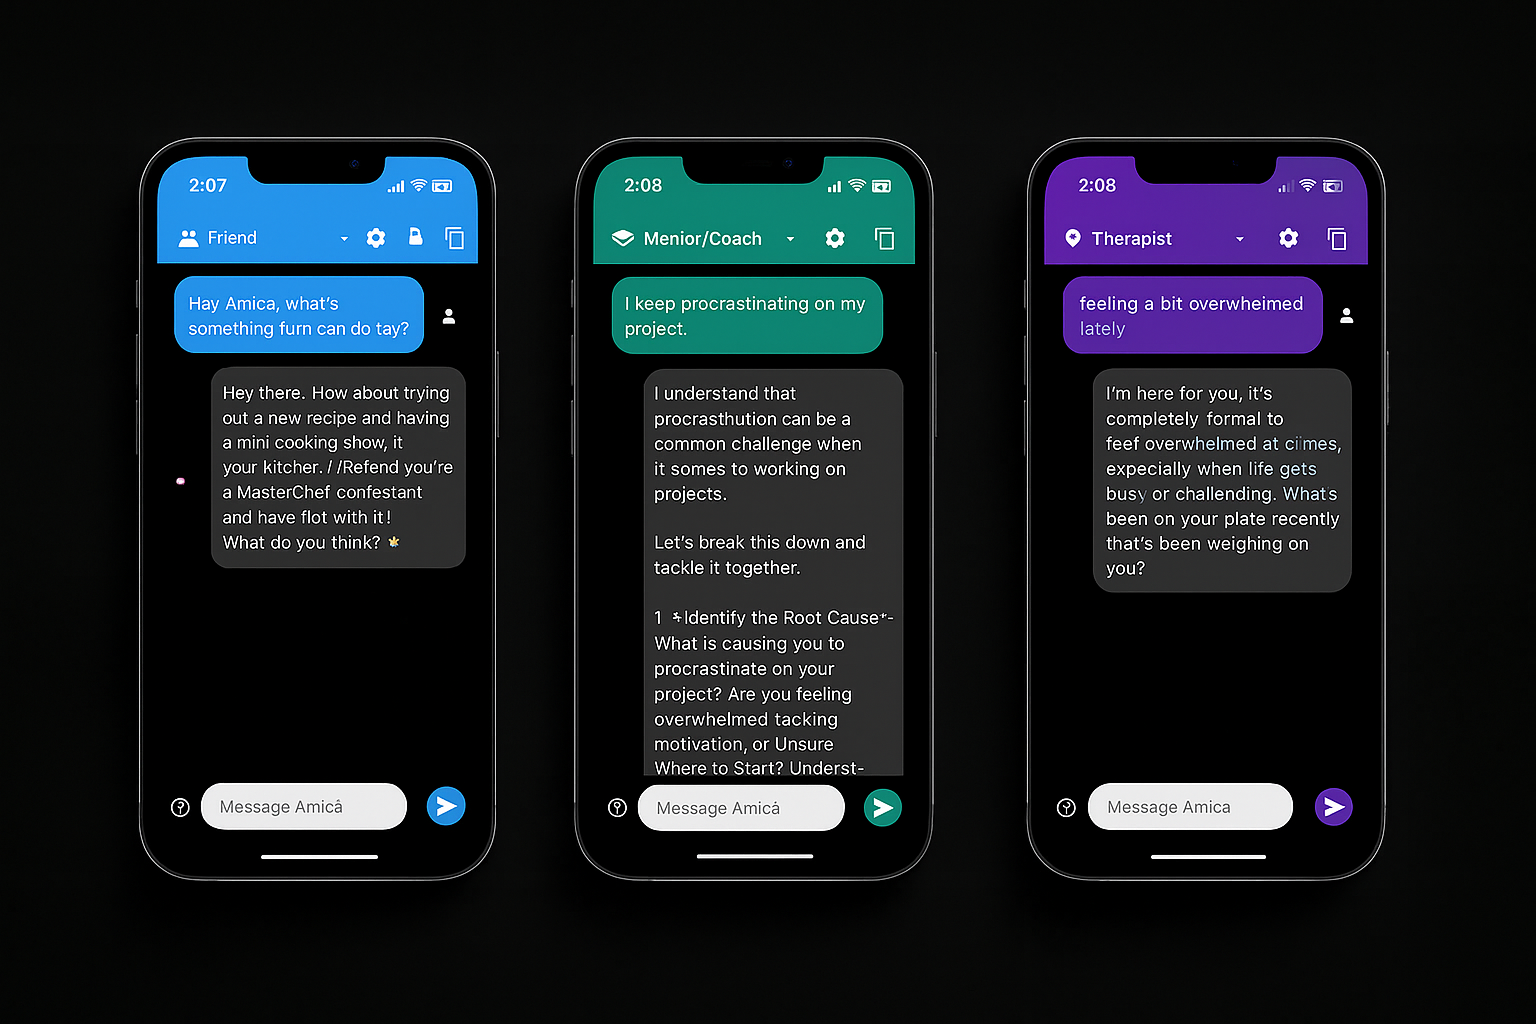 2:07
Friend
Hay Amica, what's
something furn can do tay?
Hey there. How about trying
out a new recipe and having
a mini cooking show, it
your kitcher. / /Refend you're
a MasterChef confestant
and have flot with it!
What do you think?
Message Amicá
2:08
Menior/Coach
I keep procrastinating on my
project.
I understand that
procrasthution can be a
common challenge when
it somes to working on
projects.
Let's break this down and
tackle it together.
1 *Identify the Root Cause*-
What is causing you to
procrastinate on your
project? Are you feeling
overwhelmed tacking
motivation, or Unsure
Where to Start? Underst-
Message Amicá
2:08
Therapist
feeling a bit overwheimed
lately
I'm here for you, it's
completely formal to
feef overwhelmed at ciimes,
expecially when life gets
busy or challending. What's
been on your plate recently
that's been weighing on
you?
Message Amica